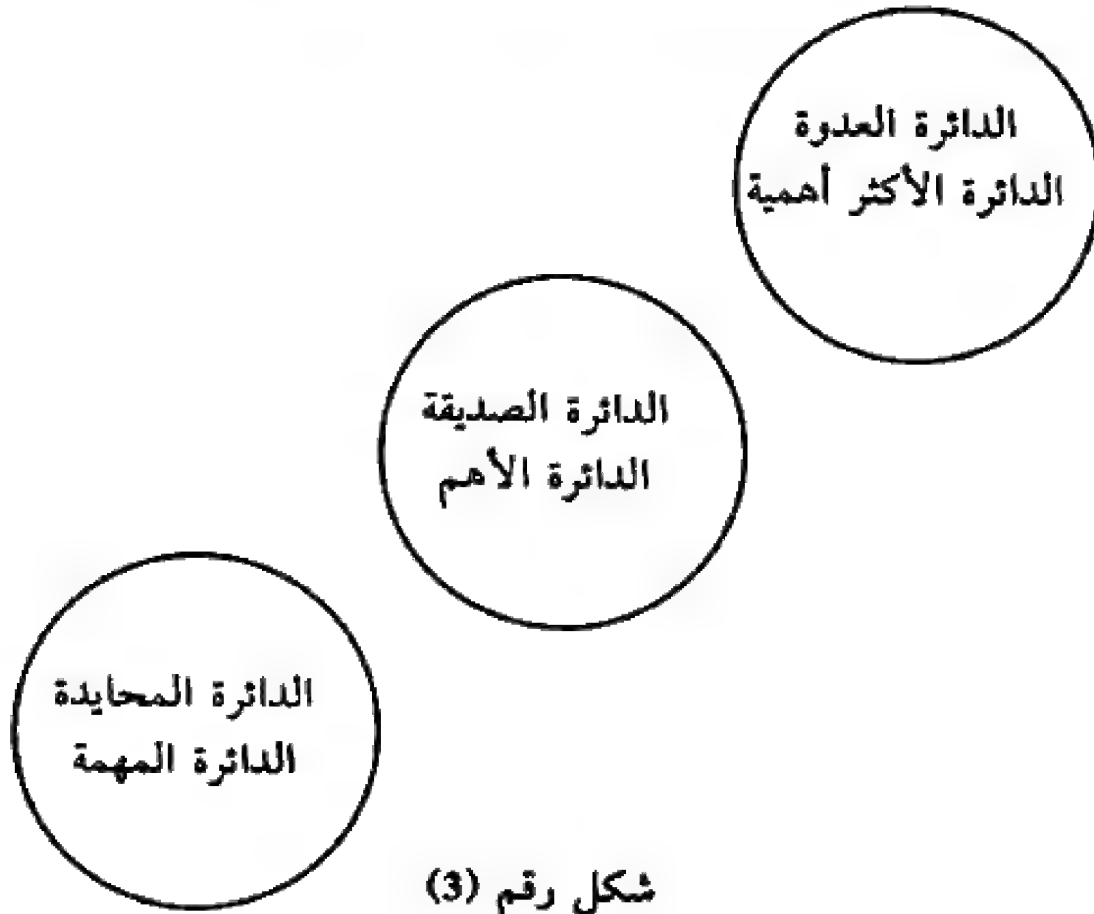 الدائرة العدوة
الدائرة الأكثر أهمية
الدائرة الصديقة
الدائرة الأهم
الدائرة المحايدة
الدائرة المهمة
شكل رقم (3)